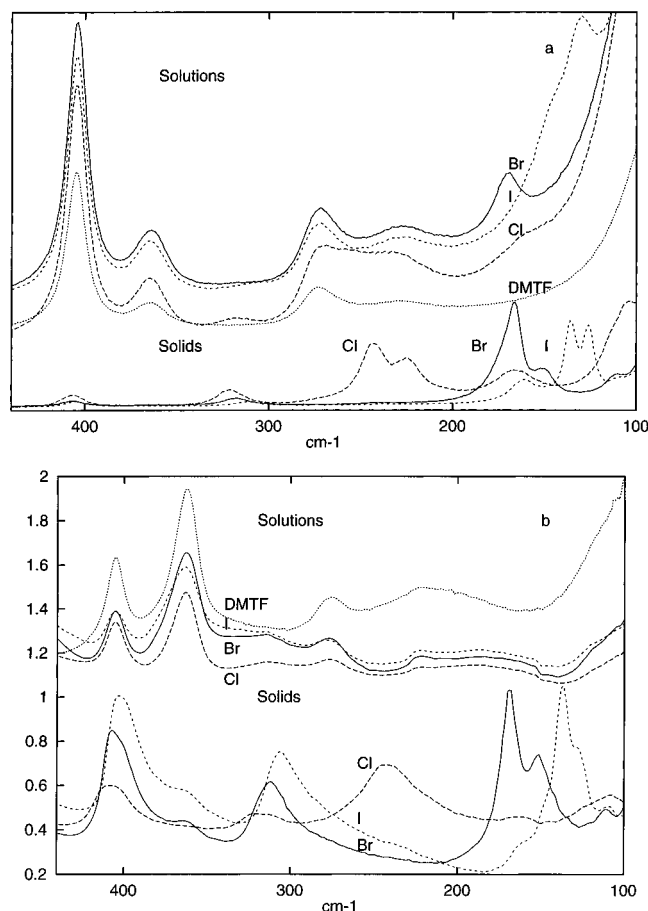 a
Solutions
Br
I
Cl
DMTF
Solids
Cl
Br
I
400
300
200
100
cm-1
2
1.8
Solutions
b
1.6
1.4
DMTF
I
1.2
Br
Cl
Solids
1
0.8
Cl
0.6
I
0.4
Br
0.2
400
300
200
100
cm-1